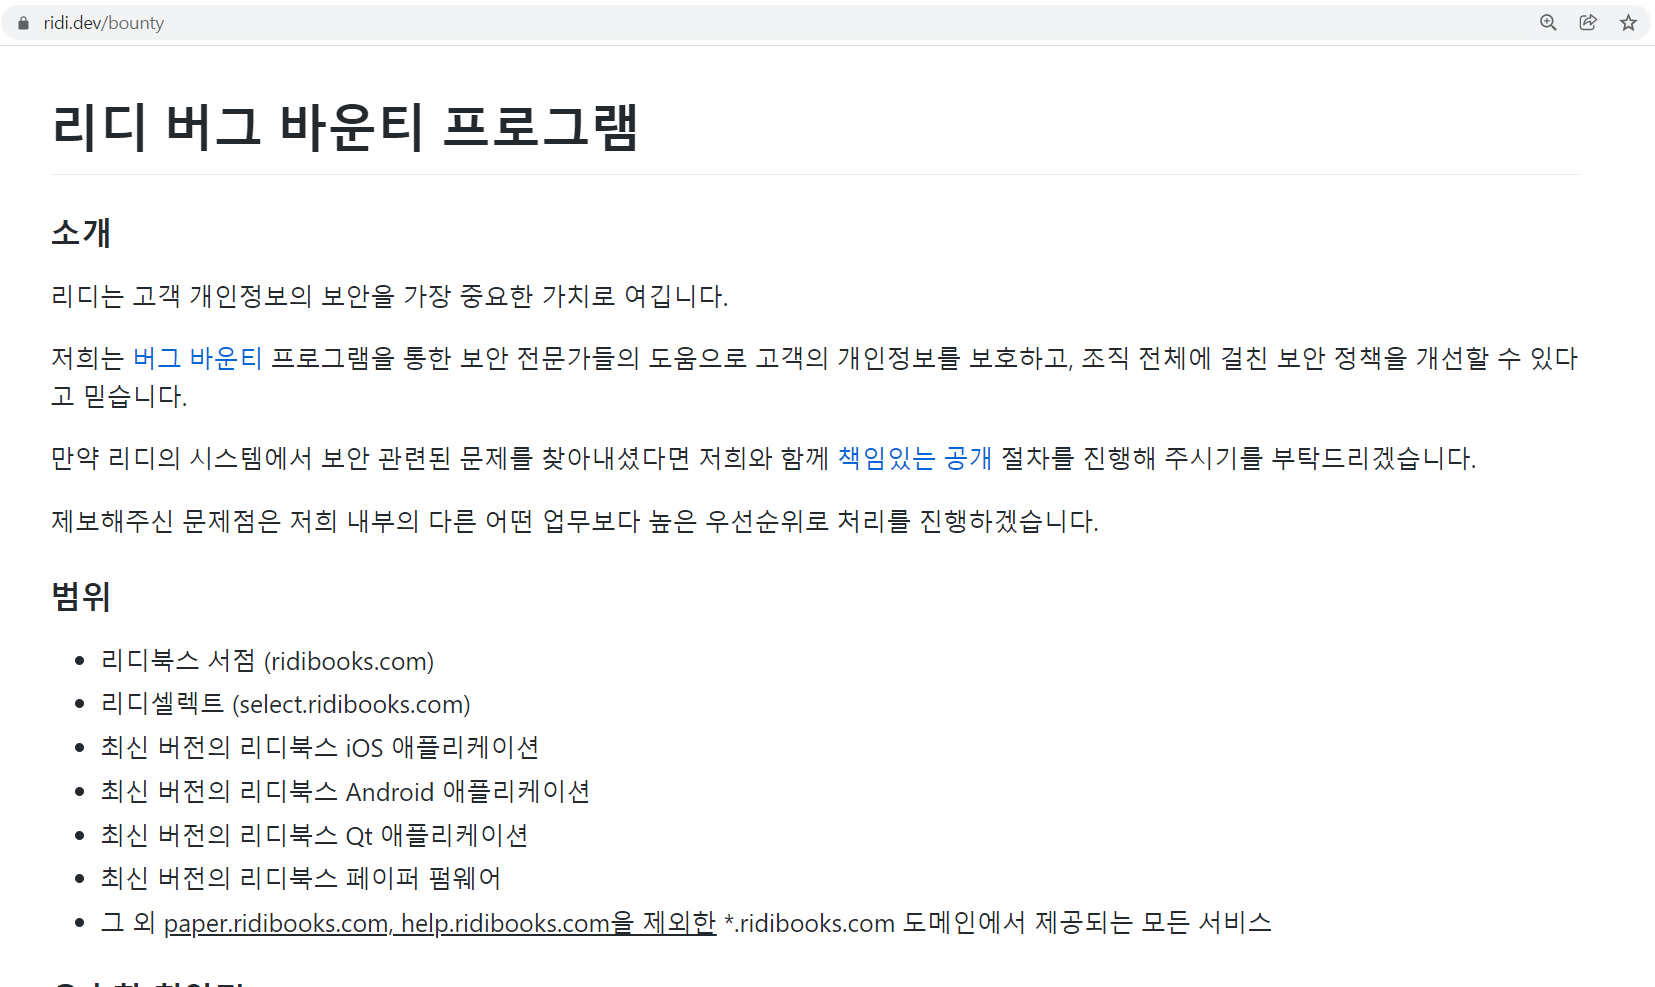 ridi.dev/bounty
리디 버그 바운티 프로그램
소개
리디는 고객 개인정보의 보안을 가장 중요한 가치로 여깁니다.
저희는 버그 바운티 프로그램을 통한 보안 전문가들의 도움으로 고객의 개인정보를 보호하고, 조직 전체에 걸친 보안 정책을 개선할 수 있다
고 믿습니다.
만약 리디의 시스템에서 보안 관련된 문제를 찾아내셨다면 저희와 함께 책임있는 공개 절차를 진행해 주시기를 부탁드리겠습니다.
제보해주신 문제점은 저희 내부의 다른 어떤 업무보다 높은 우선순위로 처리를 진행하겠습니다.
범위
• 리디북스 서점 (ridibooks.com)
• 리디셀렉트 (select.ridibooks.com)
• 최신 버전의 리디북스 iOS 애플리케이션
• 최신 버전의 리디북스 Android 애플리케이션
• 최신 버전의 리디북스 Qt 애플리케이션
• 최신 버전의 리디북스 페이퍼 펌웨어
• 그 외 paper.ridibooks.com, help.ridibooks.com을 제외한 *.ridibooks.com 도메인에서 제공되는 모든 서비스